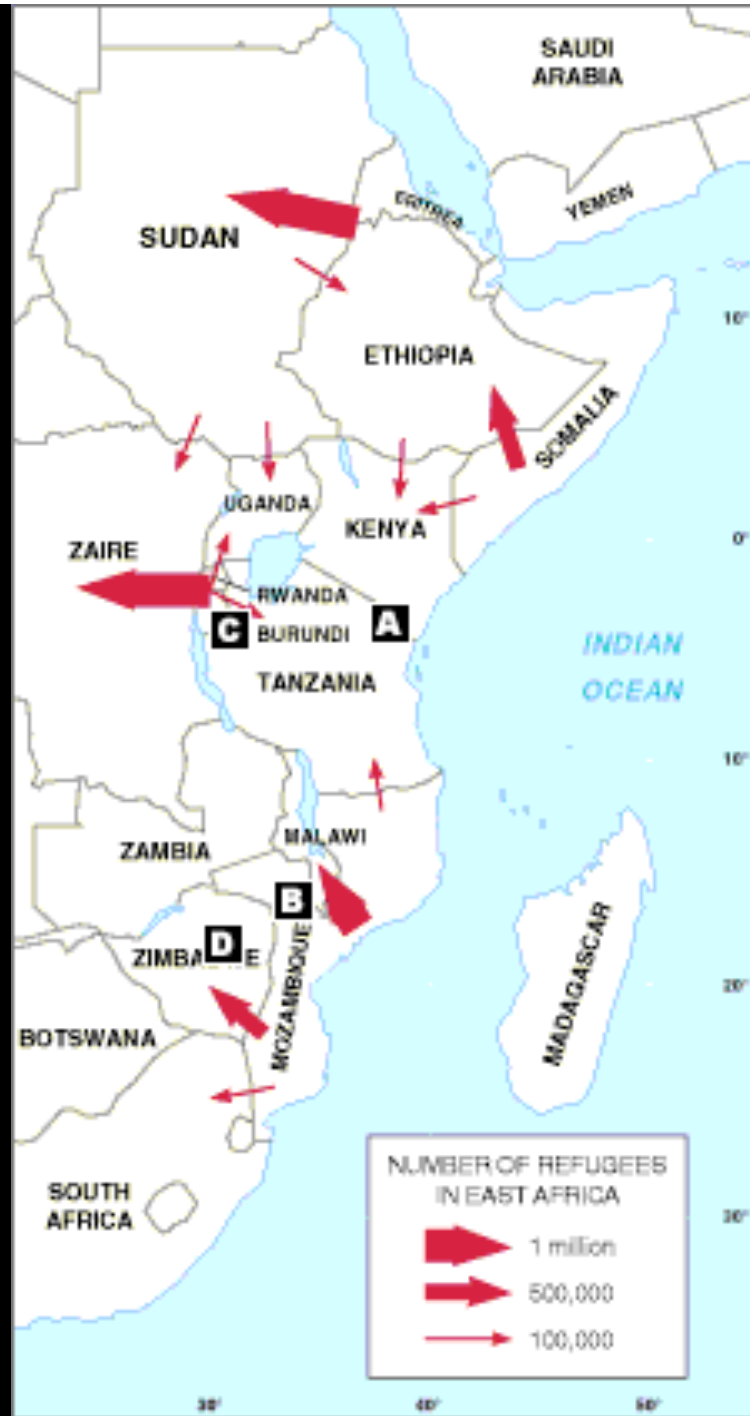 SAUDI
ARABIA
ERITREA
YEMEN
SUDAN
10°
ETHIOPIA
SOMALIA
UGANDA
KENYA
0°
ZAIRE
RWANDA
C
BURUNDI
A
TANZANIA
INDIAN
OCEAN
10°
MALAWI
ZAMBIA
B
D
ZIMBA E
MOZAMBIQUE
MADAGASCAR
20°
BOTSWANA
NUMBER OF REFUGEES
IN EAST AFRICA
SOUTH
AFRICA
30°
1 million
500,000
100,000
30°
40°
50°